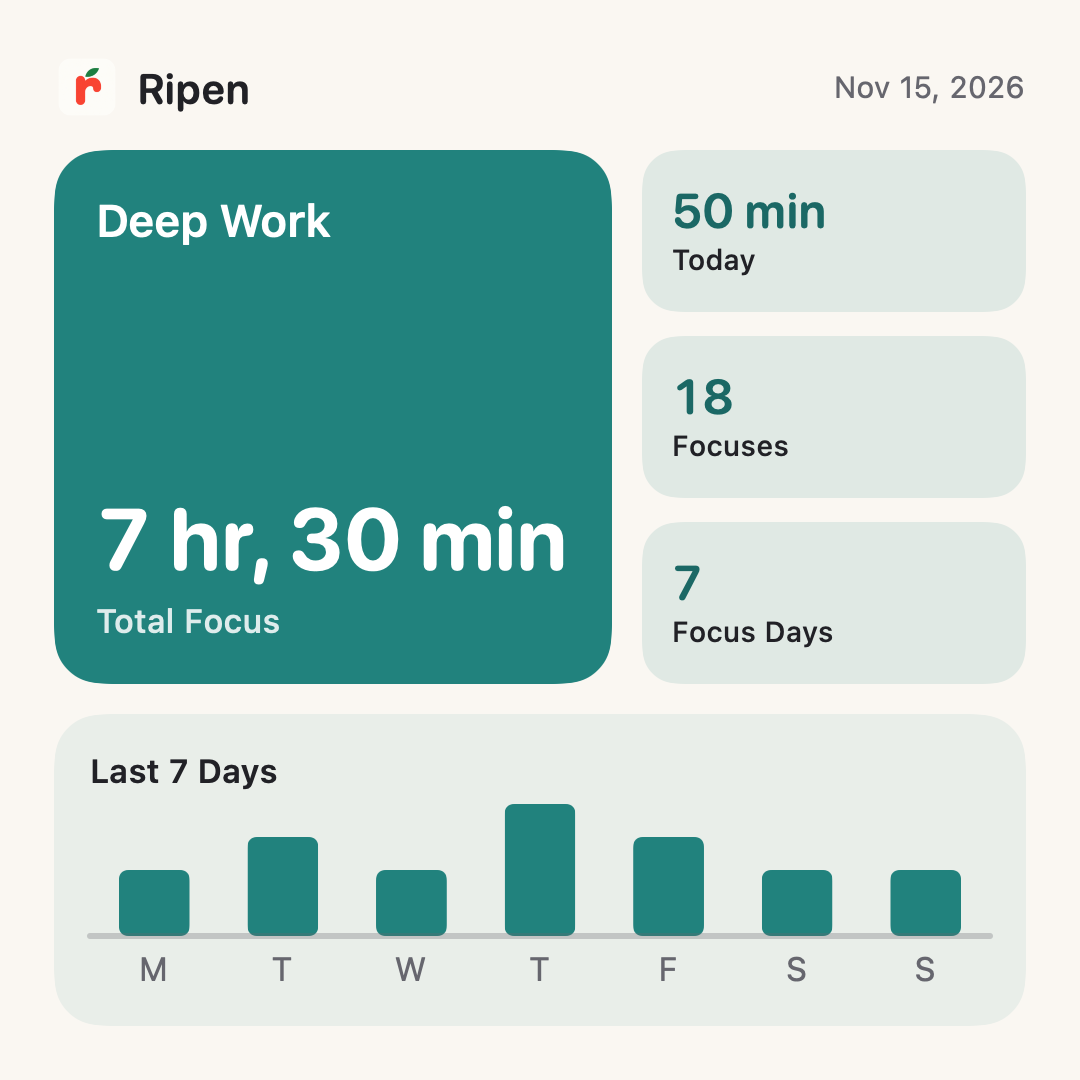 Ripen
Nov 15, 2026
Deep Work
7 hr, 30 min
Total Focus
50 min
Today
18
Focuses
7
Focus Days
Last 7 Days
M T W T F S S